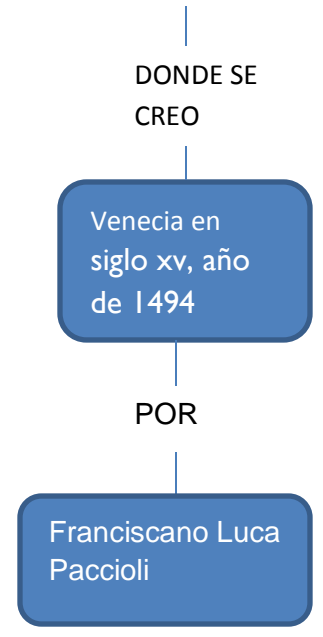 DONDE SE
CREO
Venecia en
siglo xv, año
de 1494
POR
Franciscano Luca
Paccioli